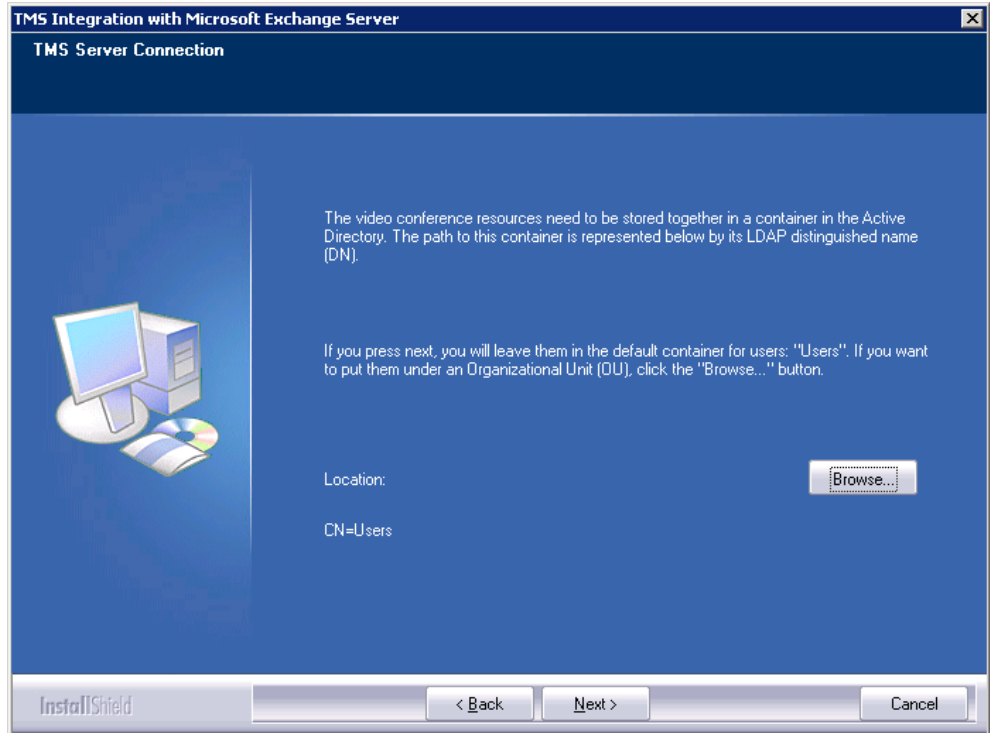 TMS Integration with Microsoft Exchange Server
TMS Server Connection
The video conference resources need to be stored together in a container in the Active
Directory. The path to this container is represented below by its LDAP distinguished name
(DN).
If you press next, you will leave them in the default container for users: "Users". If you want
to put them under an Organizational Unit (OU), click the "Browse..." button.
Location:
Browse...
CN=Users
InstallShield
< Back
Next >
Cancel